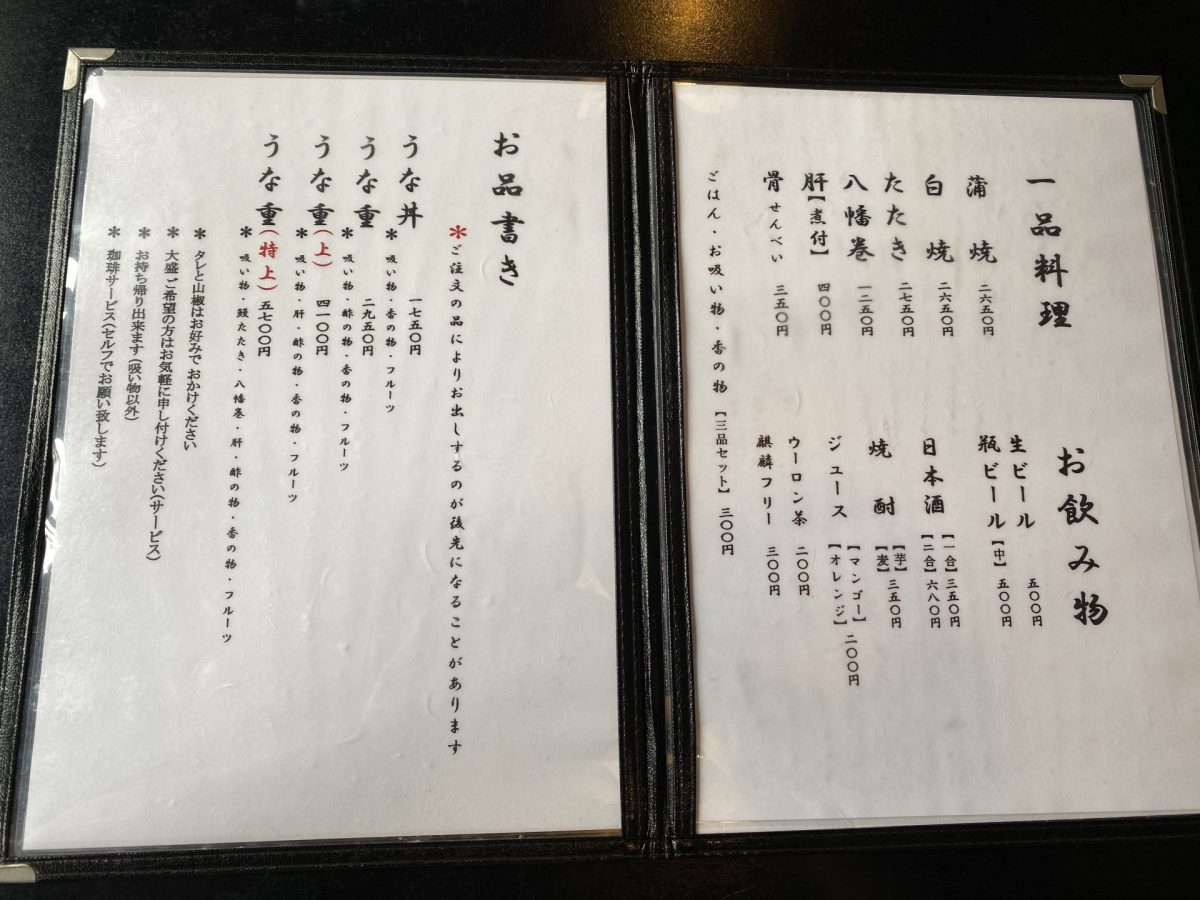 一品料理
蒲焼 二六五〇円
白焼 二六五〇円
たたき 二七五〇円
八幡巻 一二五〇円
肝【煮付】 四〇〇円
骨せんべい 三五〇円
ごはん・お吸い物・香の物【三品セット】三〇〇円
お飲み物
生ビール 五〇〇円
瓶ビール【中】 五〇〇円
日本酒【一合】三五〇円
【二合】六八〇円
焼酎【芋】三五〇円
【麦】
ジュース【マンゴー】二〇〇円
【オレンジ】
ウーロン茶 二〇〇円
麒麟フリー 三〇〇円
お品書き
＊ご注文の品によりお出しするのが後先になることがあります
うな丼 一七五〇円
＊吸い物・香の物・フルーツ
うな重 二九五〇円
＊吸い物・酢の物・香の物・フルーツ
うな重(上) 四一〇〇円
＊吸い物・肝・酢の物・香の物・フルーツ
うな重(特上) 五七〇〇円
＊吸い物・鰻たたき・八幡巻・肝・酢の物・香の物・フルーツ
＊タレと山椒はお好みでおかけください
＊大盛ご希望の方はお気軽に申し付けください(サービス)
＊お持ち帰り出来ます(吸い物以外)
＊珈琲サービス(セルフでお願い致します)